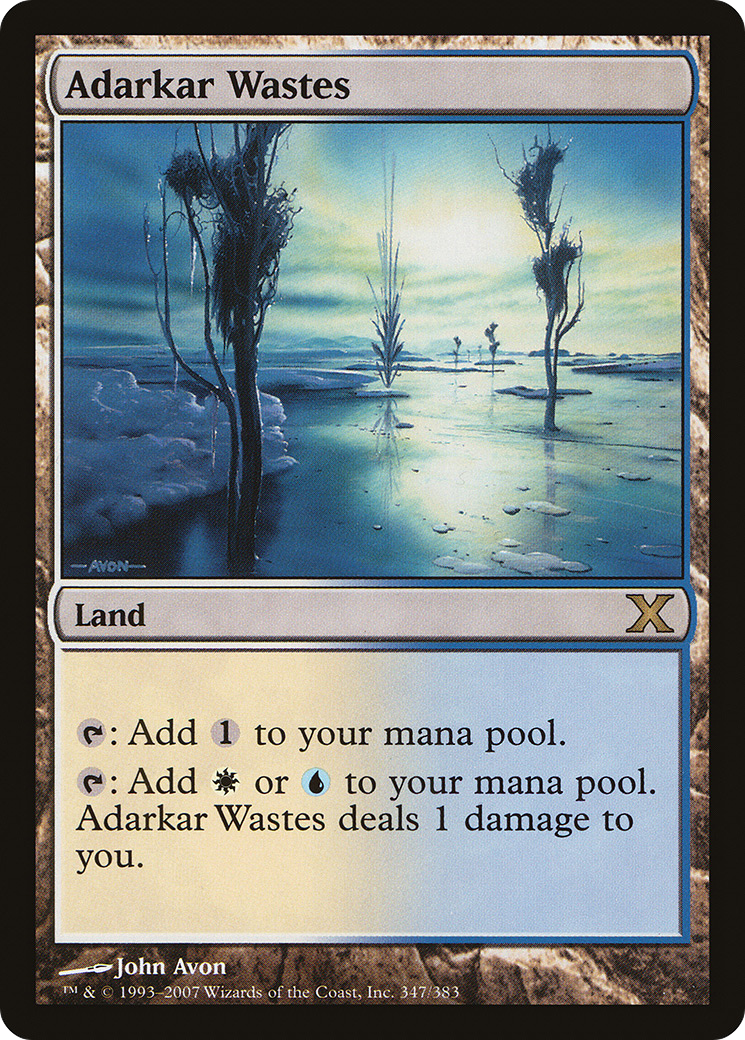 Adarkar Wastes
AVON
Land
X
: Add 1 to your mana pool.
: Add or to your mana pool.
Adarkar Wastes deals 1 damage to
you.
John Avon
™ & © 1993–2007 Wizards of the Coast, Inc. 347/383